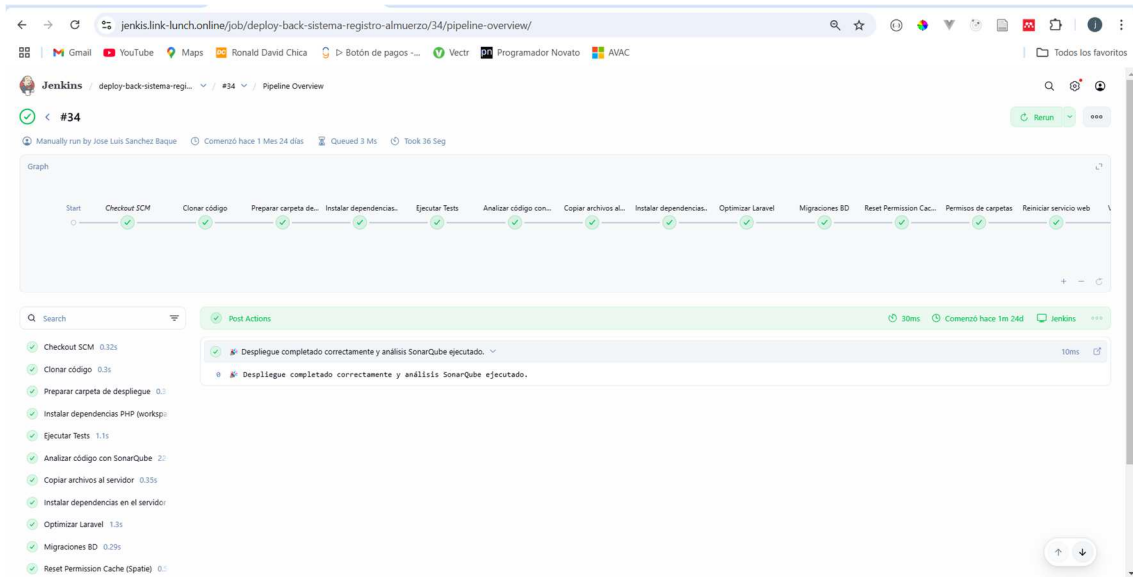 jenkis.link-lunch.online/job/deploy-back-sistema-registro-almuerzo/34/pipeline-overview/
Gmail YouTube Maps Ronald David Chica Botón de pagos -... Vectr Programador Novato AVAC Todos los favoritos
Jenkins / deploy-back-sistema-regi... / #34 / Pipeline Overview
#34
Rerun
Manually run by Jose Luis Sanchez Baque Comenzó hace 1 Mes 24 días Queued 3 Ms Took 36 Seg
Graph
Start Checkout SCM Clonar código Preparar carpeta de... Instalar dependencias.. Ejecutar Tests Analizar código con... Copiar archivos al... Instalar dependencias.. Optimizar Laravel Migraciones BD Reset Permission Cac... Permisos de carpetas Reiniciar servicio web
Search
Post Actions 30ms Comenzó hace 1m 24d Jenkins
Checkout SCM 0.32s
🎉 Despliegue completado correctamente y análisis SonarQube ejecutado. 10ms
Clonar código 0.3s
0 🎉 Despliegue completado correctamente y análisis SonarQube ejecutado.
Preparar carpeta de despliegue 0.3
Instalar dependencias PHP (workspa
Ejecutar Tests 1.1s
Analizar código con SonarQube
Copiar archivos al servidor 0.35s
Instalar dependencias en el servidor
Optimizar Laravel 1.3s
Migraciones BD 0.29s
Reset Permission Cache (Spatie)